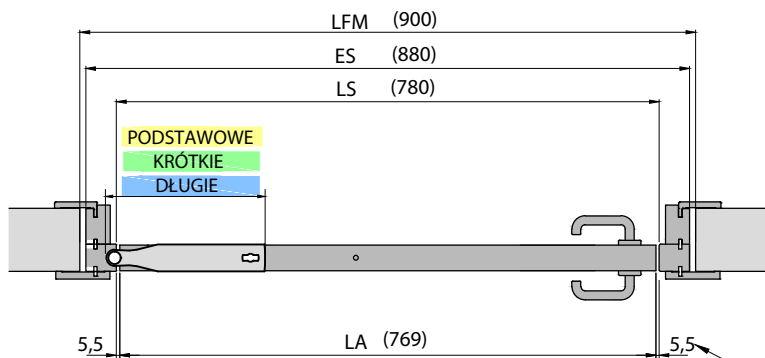 LFM (900)
ES (880)
LS (780)
PODSTAWOWE
KRÓTKIE
DŁUGIE
5,5 LA (769) 5,5